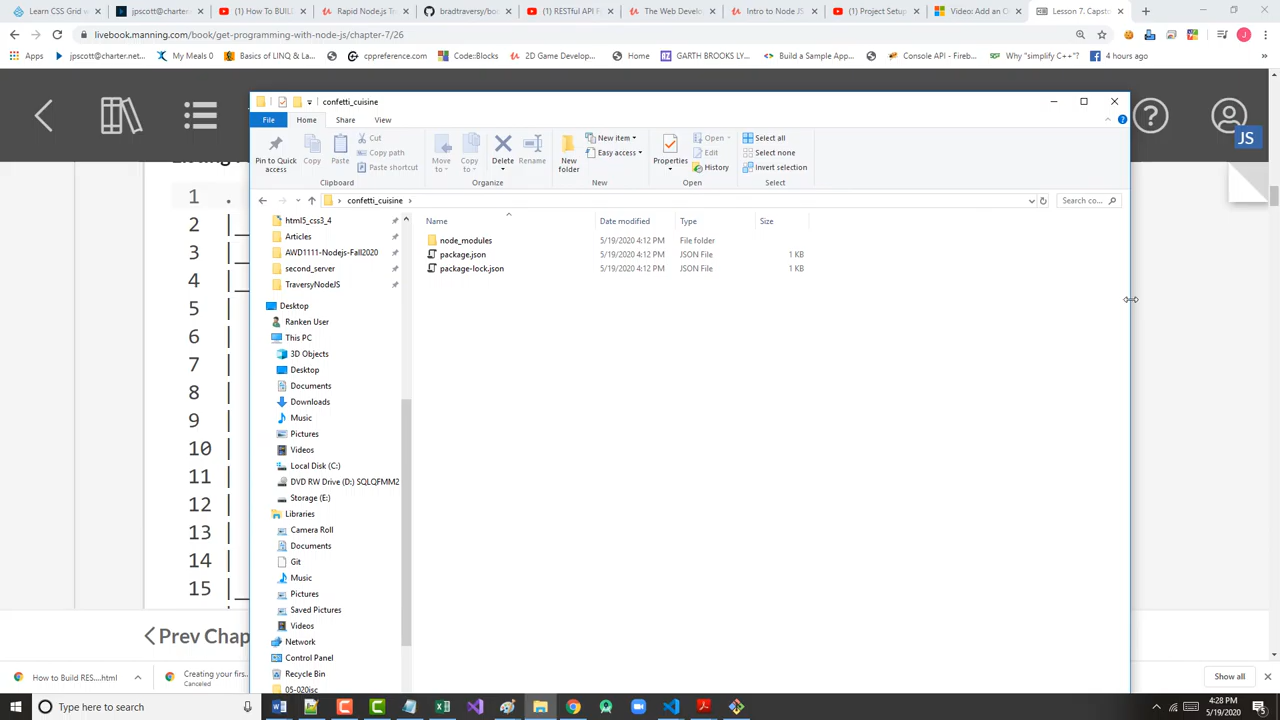 Learn CSS Grid w
jpscott@charter
(1) How To BUILD
Rapid Node.js To
bradtraversy/boo
(1) RESTful API F
The Web Develo
Intro to Node JS
(1) Project Setup
Video: Add an O
Lesson 7. Capsto
livebook.manning.com/book/get-programming-with-node-js/chapter-7/26
J
Apps
jpscott@charter.net...
My Meals 0
Basics of LINQ & La...
cppreference.com
Code::Blocks
2D Game Develop...
Home
GARTH BROOKS LY...
Build a Sample App...
Console API - Fireb...
Why "simplify C++"?
4 hours ago
JS
1 .
2 |_
3 |_
4 |_
5 |
6 |
7 |
8 |
9 |
10 |
11 |
12 |
13 |
14 |
15 |_
Prev Chap
confetti_cuisine
File
Home
Share
View
Pin to Quick access
Copy
Paste
Cut
Copy path
Paste shortcut
Clipboard
Move to
Copy to
Delete
Rename
Organize
New folder
New item
Easy access
New
Properties
Open
Edit
History
Open
Select all
Select none
Invert selection
Select
confetti_cuisine
Search co...
html5_css3_4
Articles
AWD1111-Nodejs-Fall2020
second_server
TraversyNodeJS
Desktop
Ranken User
This PC
3D Objects
Desktop
Documents
Downloads
Music
Pictures
Videos
Local Disk (C:)
DVD RW Drive (D:) SQLQFMM2
Storage (E:)
Libraries
Camera Roll
Documents
Git
Music
Pictures
Saved Pictures
Videos
Network
Control Panel
Recycle Bin
05-020isc
Name
Date modified
Type
Size
node_modules 5/19/2020 4:12 PM File folder
package.json 5/19/2020 4:12 PM JSON File 1 KB
package-lock.json 5/19/2020 4:12 PM JSON File 1 KB
How to Build RES....html
Creating your firs...
Canceled
Show all
Type here to search
4:28 PM
5/19/2020
5